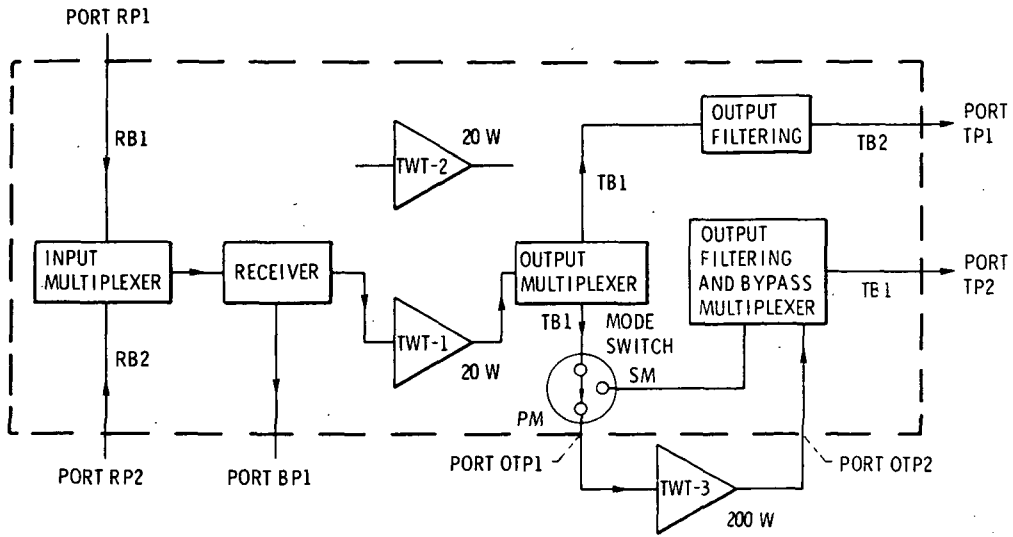 PORT RP1
RB1
20 W
TWT-2
OUTPUT
FILTERING
TB2
PORT
TP1
TB1
INPUT
MULTIPLEXER
RECEIVER
OUTPUT
MULTIPLEXER
OUTPUT
FILTERING
AND BYPASS
MULTIPLEXER
TB1
PORT
TP2
RB2
TWT-1
20 W
TB1
MODE
SWITCH
SM
PM
PORT RP2
PORT BP1
PORT OTP1
PORT OTP2
TWT-3
200 W